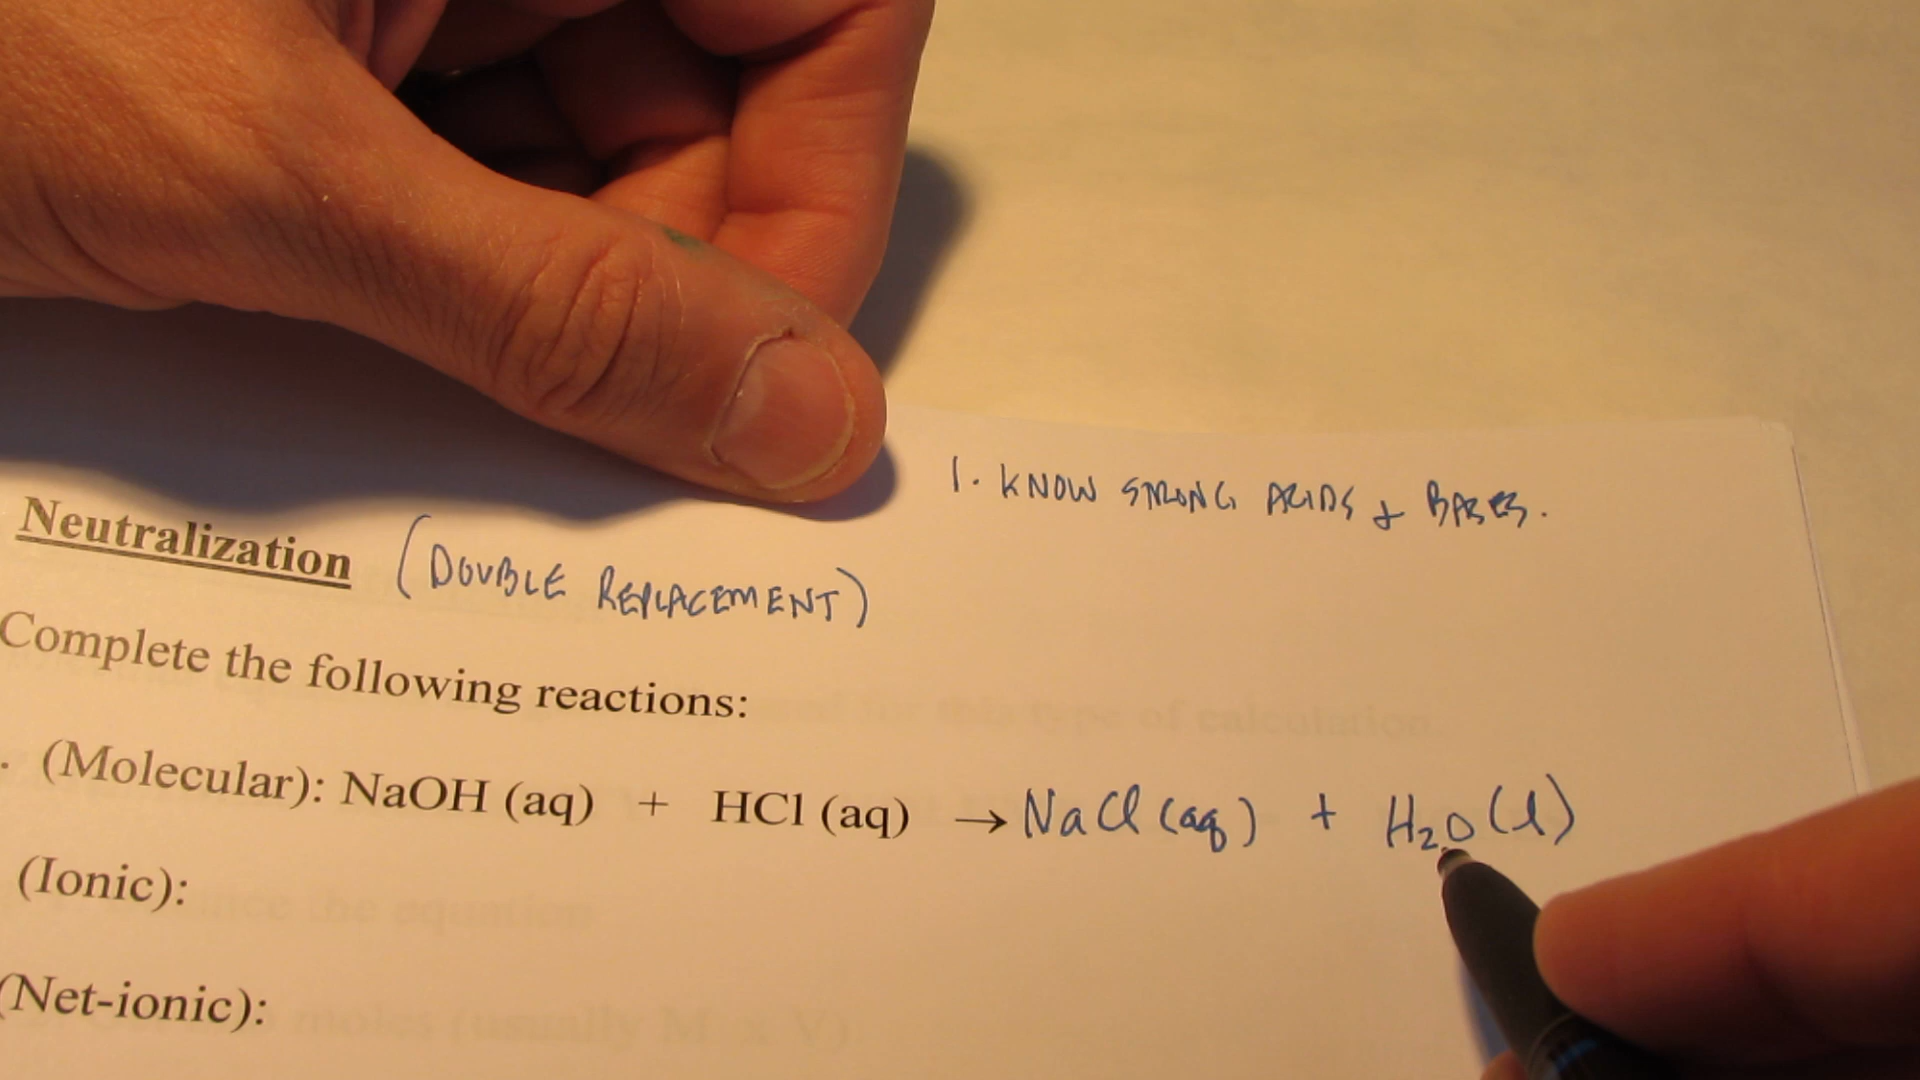 1. KNOW STRONG ACIDS & BASES.
Neutralization (DOUBLE REPLACEMENT)
Complete the following reactions:
. (Molecular): NaOH (aq) + HCl (aq) → NaCl (aq) + H₂O (l)
(Ionic):
(Net-ionic):